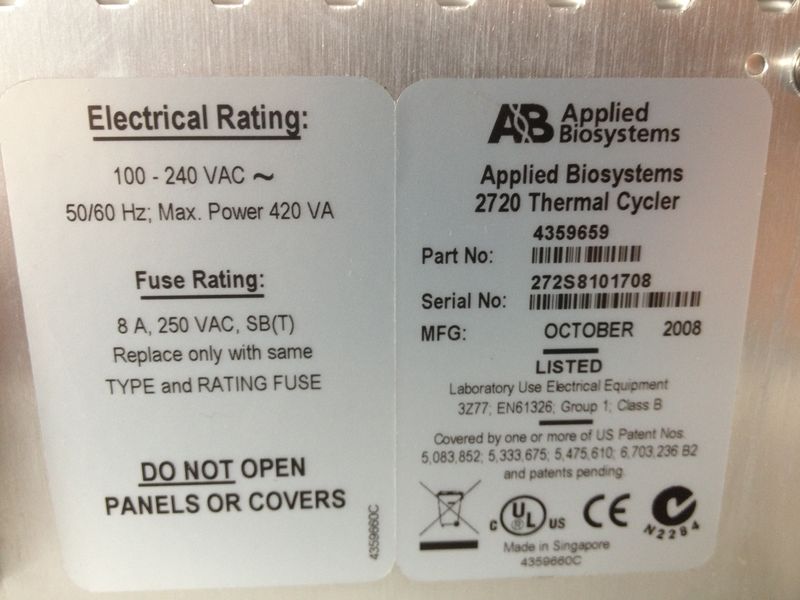 Electrical Rating:
100 - 240 VAC ~
50/60 Hz; Max. Power 420 VA
Fuse Rating:
8 A, 250 VAC, SB(T)
Replace only with same
TYPE and RATING FUSE
DO NOT OPEN
PANELS OR COVERS
4359660C
AB Applied
Biosystems
Applied Biosystems
2720 Thermal Cycler
4359659
Part No:
272S8101708
Serial No:
MFG: OCTOBER 2008
LISTED
Laboratory Use Electrical Equipment
3Z77; EN61326; Group 1; Class B
Covered by one or more of US Patent Nos.
5,083,852; 5,333,675; 5,475,610; 6,703,236 B2
and patents pending.
C UL US CE N2284
Made in Singapore
4359660C